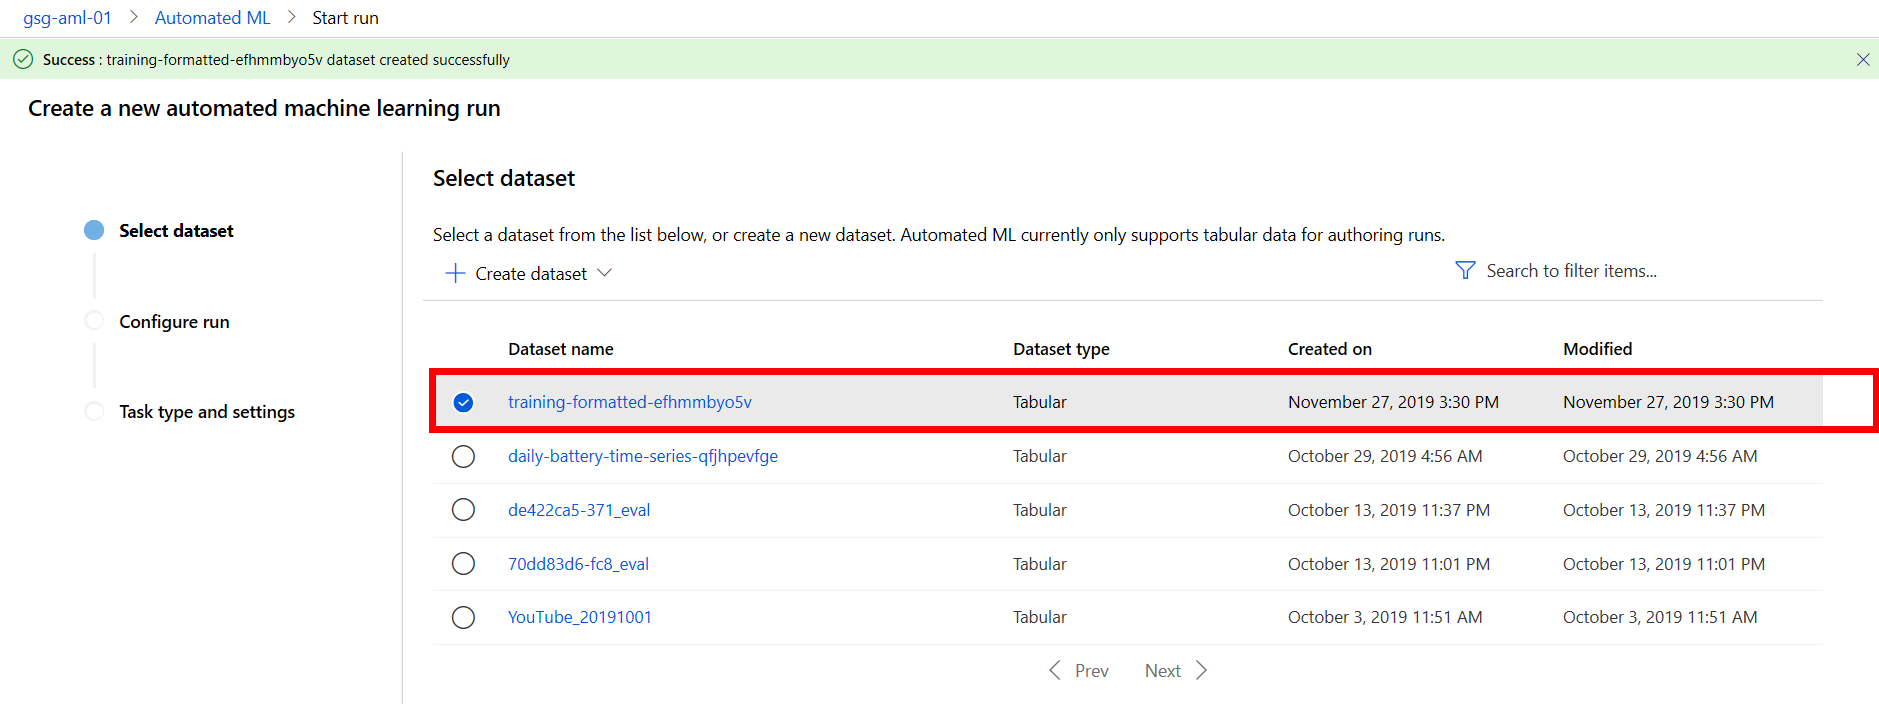 gsg-aml-01 > Automated ML > Start run
Success : training-formatted-efhmmbyo5v dataset created successfully
Create a new automated machine learning run
Select dataset
Configure run
Task type and settings
Select dataset
Select a dataset from the list below, or create a new dataset. Automated ML currently only supports tabular data for authoring runs.
Create dataset Search to filter items...
Dataset name Dataset type Created on Modified
training-formatted-efhmmbyo5v Tabular November 27, 2019 3:30 PM November 27, 2019 3:30 PM
daily-battery-time-series-qfjhpevfge Tabular October 29, 2019 4:56 AM October 29, 2019 4:56 AM
de422ca5-371_eval Tabular October 13, 2019 11:37 PM October 13, 2019 11:37 PM
70dd83d6-fc8_eval Tabular October 13, 2019 11:01 PM October 13, 2019 11:01 PM
YouTube_20191001 Tabular October 3, 2019 11:51 AM October 3, 2019 11:51 AM
Prev Next